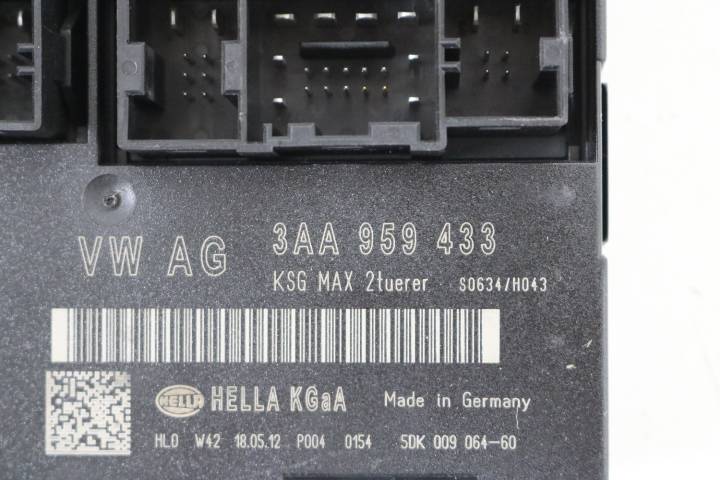 VW AG 3AA 959 433
KSG MAX 2tuerer S0634/H043
HELLA HELLA KGaA Made in Germany
HL0 W42 18.05.12 P004 0154 5DK 009 064-60